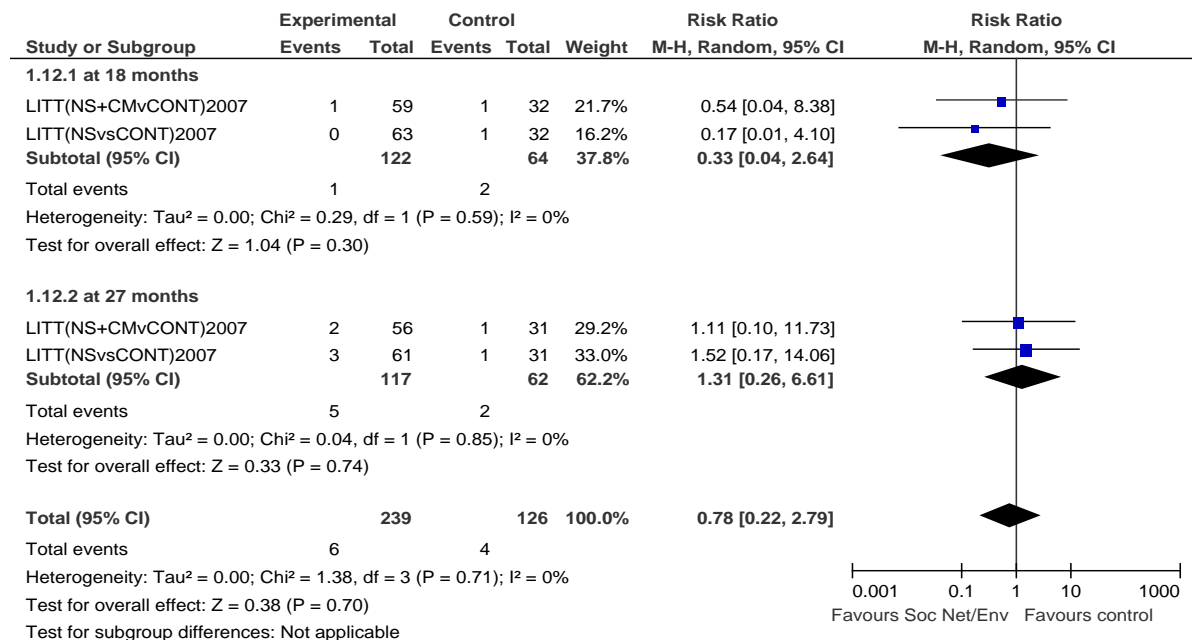 Experimental Control Risk Ratio Risk Ratio
Study or Subgroup Events Total Events Total Weight M-H, Random, 95% CI M-H, Random, 95% CI
1.12.1 at 18 months
LITT(NS+CMvCONT)2007 1 59 1 32 21.7% 0.54 [0.04, 8.38]
LITT(NSvsCONT)2007 0 63 1 32 16.2% 0.17 [0.01, 4.10]
Subtotal (95% CI) 122 64 37.8% 0.33 [0.04, 2.64]
Total events 1 2
Heterogeneity: Tau² = 0.00; Chi² = 0.29, df = 1 (P = 0.59); I² = 0%
Test for overall effect: Z = 1.04 (P = 0.30)
1.12.2 at 27 months
LITT(NS+CMvCONT)2007 2 56 1 31 29.2% 1.11 [0.10, 11.73]
LITT(NSvsCONT)2007 3 61 1 31 33.0% 1.52 [0.17, 14.06]
Subtotal (95% CI) 117 62 62.2% 1.31 [0.26, 6.61]
Total events 5 2
Heterogeneity: Tau² = 0.00; Chi² = 0.04, df = 1 (P = 0.85); I² = 0%
Test for overall effect: Z = 0.33 (P = 0.74)
Total (95% CI) 239 126 100.0% 0.78 [0.22, 2.79]
Total events 6 4
Heterogeneity: Tau² = 0.00; Chi² = 1.38, df = 3 (P = 0.71); I² = 0%
Test for overall effect: Z = 0.38 (P = 0.70)
Test for subgroup differences: Not applicable
0.001 0.1 1 10 1000
Favours Soc Net/Env Favours control